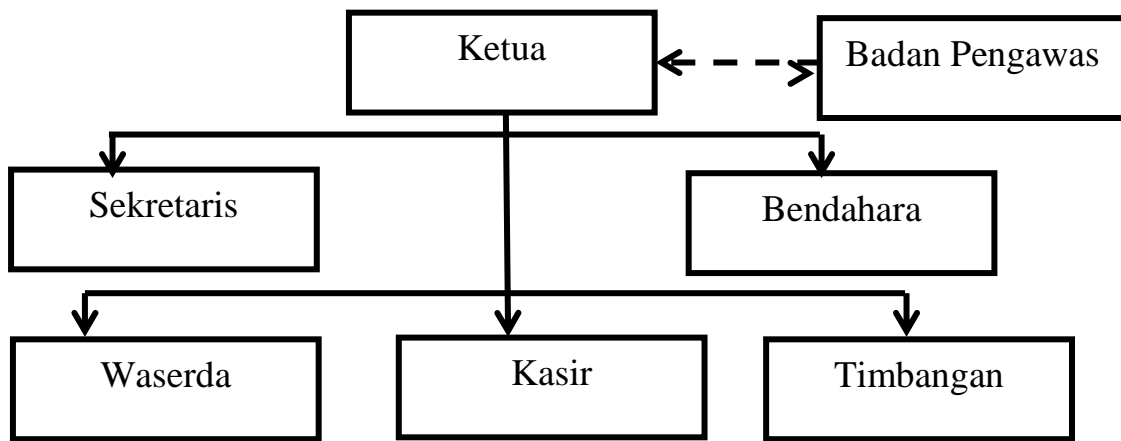 Ketua
Badan Pengawas
Sekretaris
Bendahara
Waserda
Kasir
Timbangan